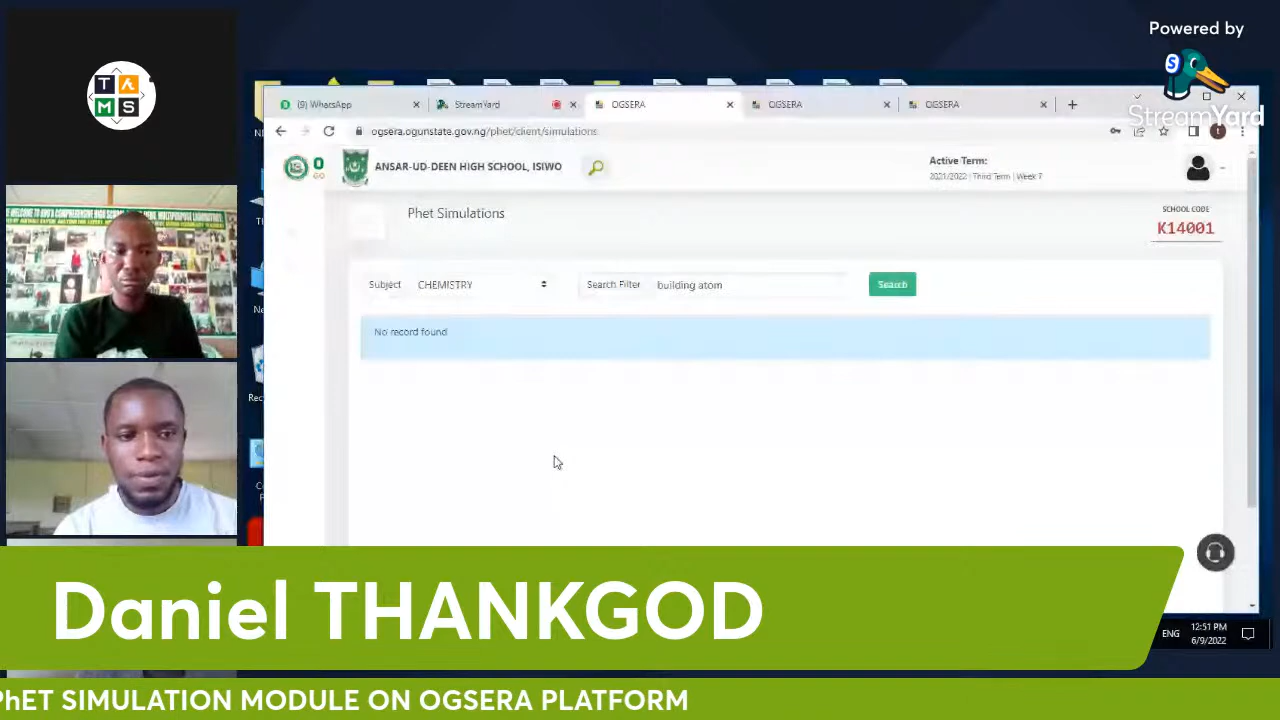 Powered by
StreamYard
TAMS
(9) WhatsApp
StreamYard
OGSERA
OGSERA
OGSERA
ogsera.ogunstate.gov.ng/phet/client/simulations
0
ANSAR-UD-DEEN HIGH SCHOOL, ISIWO
Active Term:
2021/2022 | Third Term | Week 7
Phet Simulations
SCHOOL CODE
K14001
Subject CHEMISTRY Search Filter building atom Search
No record found
Daniel THANKGOD
ENG
12:51 PM
6/9/2022
PhET SIMULATION MODULE ON OGSERA PLATFORM